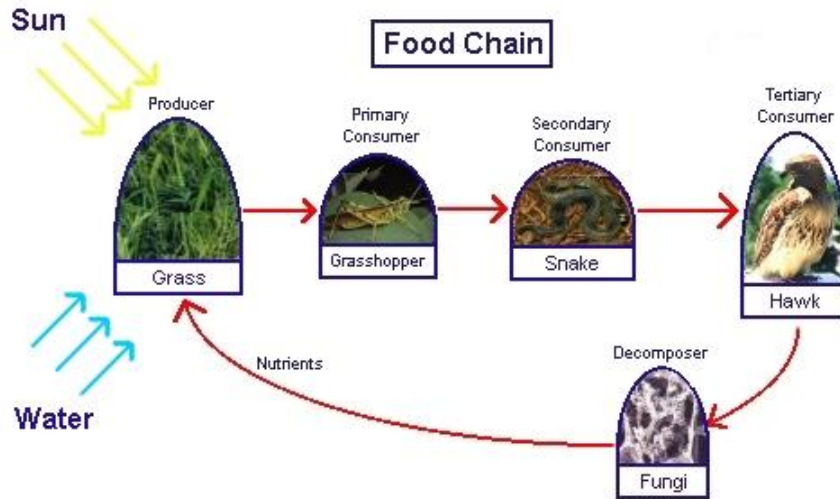 Sun
Food Chain
Producer
Primary
Consumer
Secondary
Consumer
Tertiary
Consumer
Grass
Grasshopper
Snake
Hawk
Nutrients
Decomposer
Water
Fungi